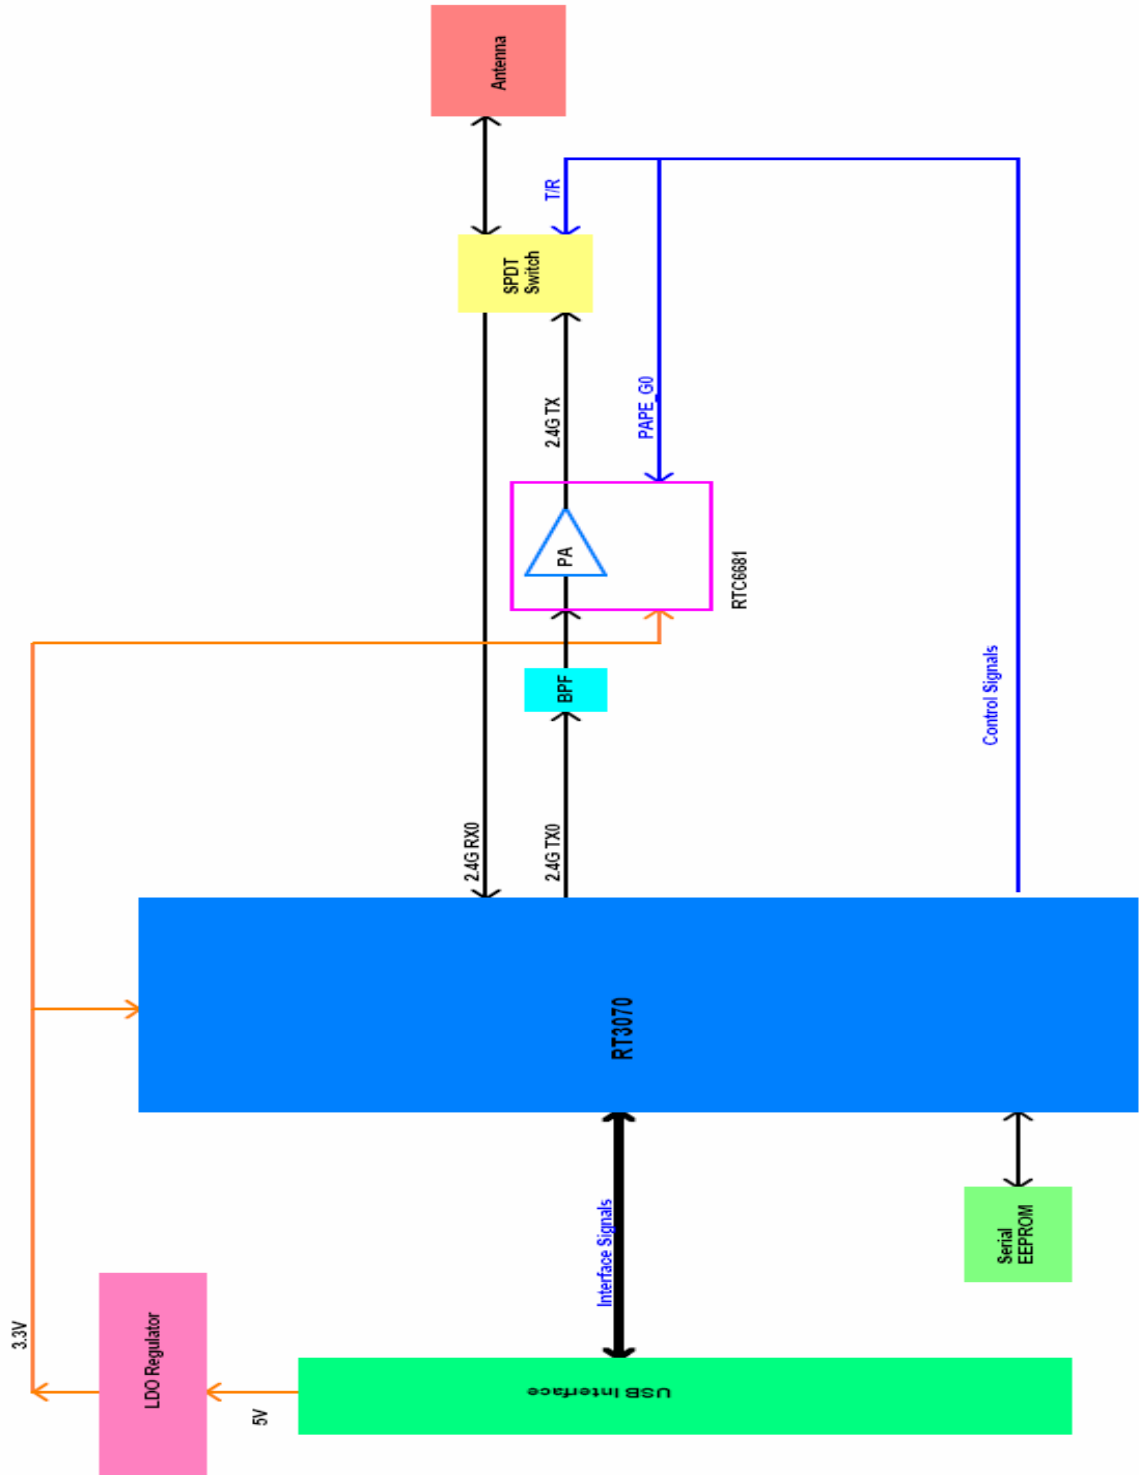 Antenna
T/R
SPDT
Switch
PAPE_G0
2.4G TX
PA
RTC6681
BPF
Control Signals
2.4G RX0
2.4G TX0
RT3070
Interface Signals
Serial
EEPROM
3.3V
LDO Regulator
5V
USB Interface